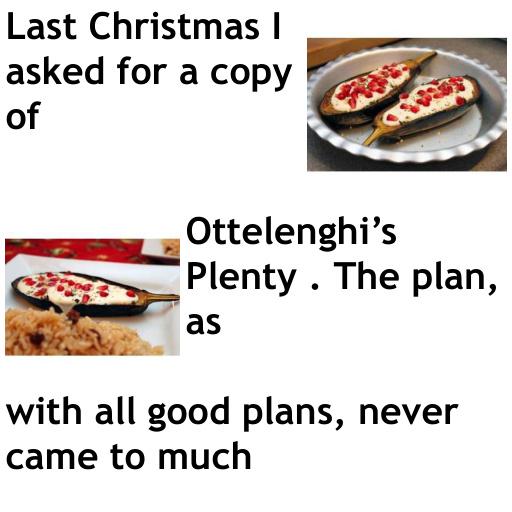 Last Christmas I
asked for a copy
of
Ottelenghi’s
Plenty . The plan,
as
with all good plans, never
came to much